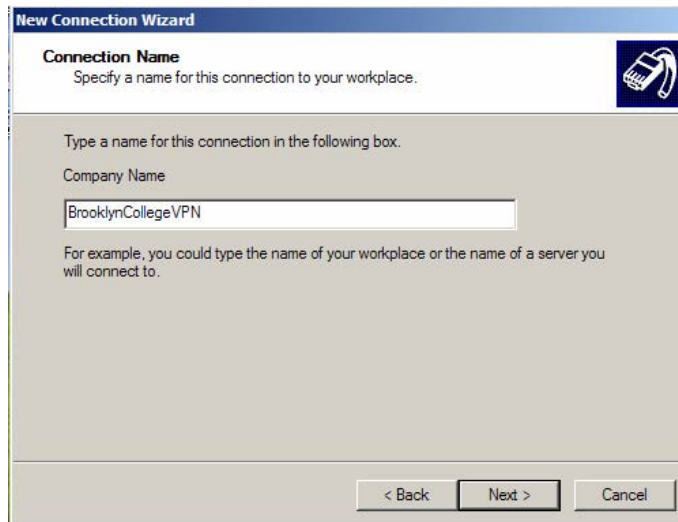 New Connection Wizard
Connection Name
Specify a name for this connection to your workplace.
Type a name for this connection in the following box.
Company Name
BrooklynCollegeVPN
For example, you could type the name of your workplace or the name of a server you
will connect to.
< Back Next > Cancel